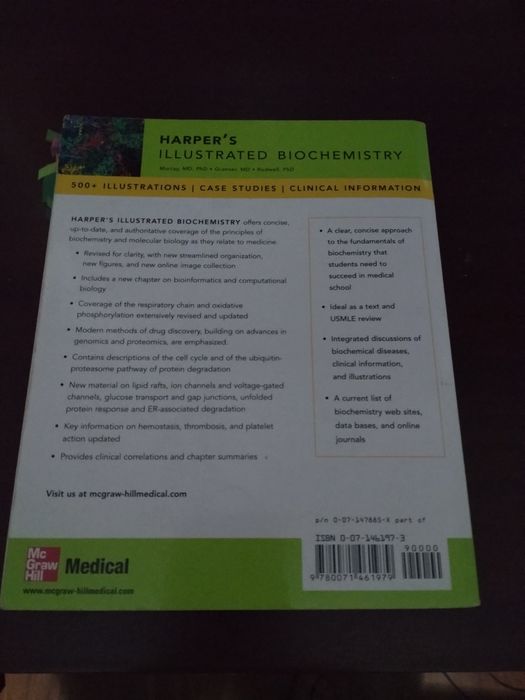 HARPER'S
ILLUSTRATED BIOCHEMISTRY
Murray MD, PhD • Granner MD • Rodwell, PhD
500+ ILLUSTRATIONS | CASE STUDIES | CLINICAL INFORMATION
HARPER'S ILLUSTRATED BIOCHEMISTRY offers concise,
up-to-date, and authoritative coverage of the principles of
biochemistry and molecular biology as they relate to medicine.
• Revised for clarity, with new streamlined organization,
new figures, and new online image collection
• Includes a new chapter on bioinformatics and computational
biology
• Coverage of the respiratory chain and oxidative
phosphorylation extensively revised and updated
• Modern methods of drug discovery, building on advances in
genomics and proteomics, are emphasized.
• Contains descriptions of the cell cycle and of the ubiquitin-
proteasome pathway of protein degradation
• New material on lipid rafts, ion channels and voltage-gated
channels, glucose transport and gap junctions, unfolded
protein response and ER-associated degradation
• Key information on hemostasis, thrombosis, and platelet
action updated
• Provides clinical correlations and chapter summaries
• A clear, concise approach
to the fundamentals of
biochemistry that
students need to
succeed in medical
school
• Ideal as a text and
USMLE review
• Integrated discussions of
biochemical diseases,
clinical information,
and illustrations
• A current list of
biochemistry web sites,
data bases, and online
journals
Visit us at mcgraw-hillmedical.com
p/n 0-07-147885-X part of
ISBN 0-07-146197-3
90000
9 780071 461979
Mc
Graw
Hill
Medical
www.mcgraw-hillmedical.com